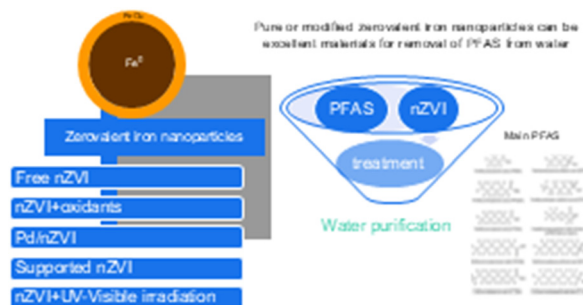 Pure or modified zerovalent iron nanoparticles can be
excellent materials for removal of PFAS from water
Fe⁰
Zerovalent iron nanoparticles
Free nZVI
nZVI+oxidants
Pd/nZVI
Supported nZVI
nZVI+UV-Visible irradiation
PFAS
nZVI
treatment
Water purification
Main PFAS